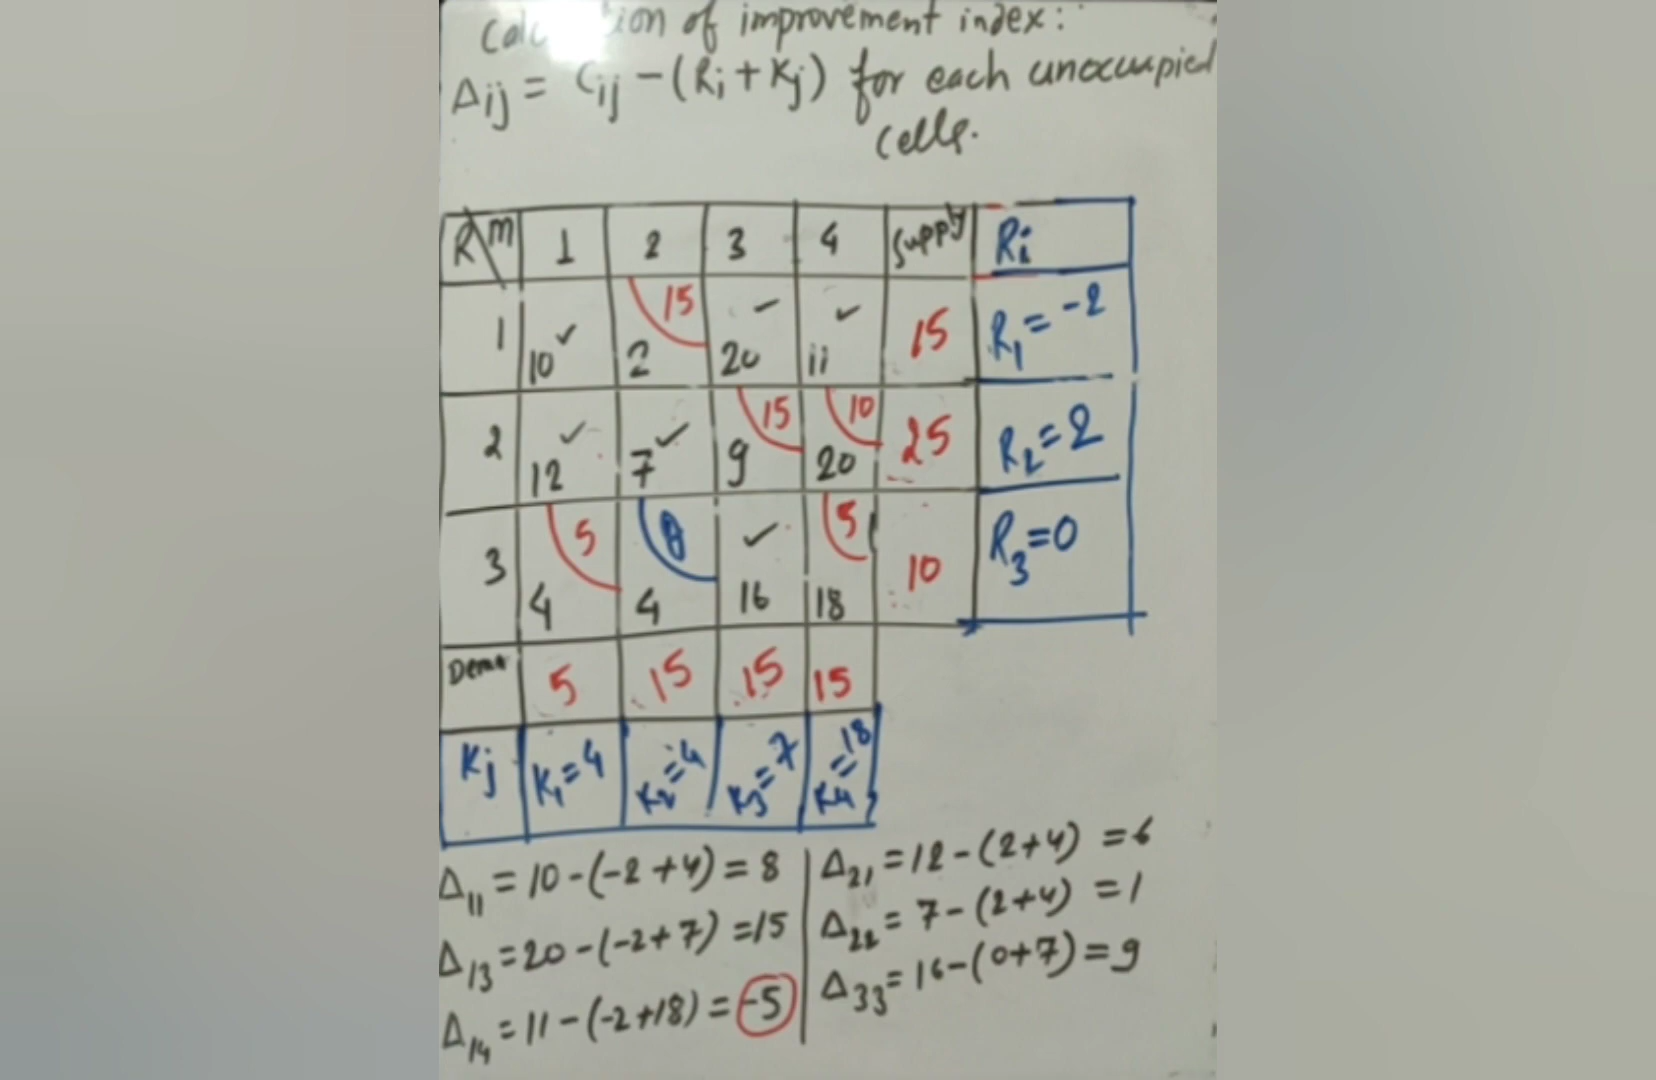 of improvement index:
Δij = Cij - (Ri + Kj) for each unoccupied
cells.
R m 1 2 3 4 Supply Ri
1 10 ✓ 2 15 20 - 11 ✓ 15 R1 = -2
2 12 ✓ 7 ✓ 9 15 20 10 25 R2 = 2
3 4 5 4 16 ✓ 18 5 10 R3 = 0
5 15 15 15
Kj K1 = 4 K2 = 4 K3 = 7 K4 = 18
Δ11 = 10 - (-2 + 4) = 8
Δ13 = 20 - (-2 + 7) = 15
Δ14 = 11 - (-2 + 18) = -5
Δ21 = 12 - (2 + 4) = 6
Δ22 = 7 - (2 + 4) = 1
Δ33 = 16 - (0 + 7) = 9